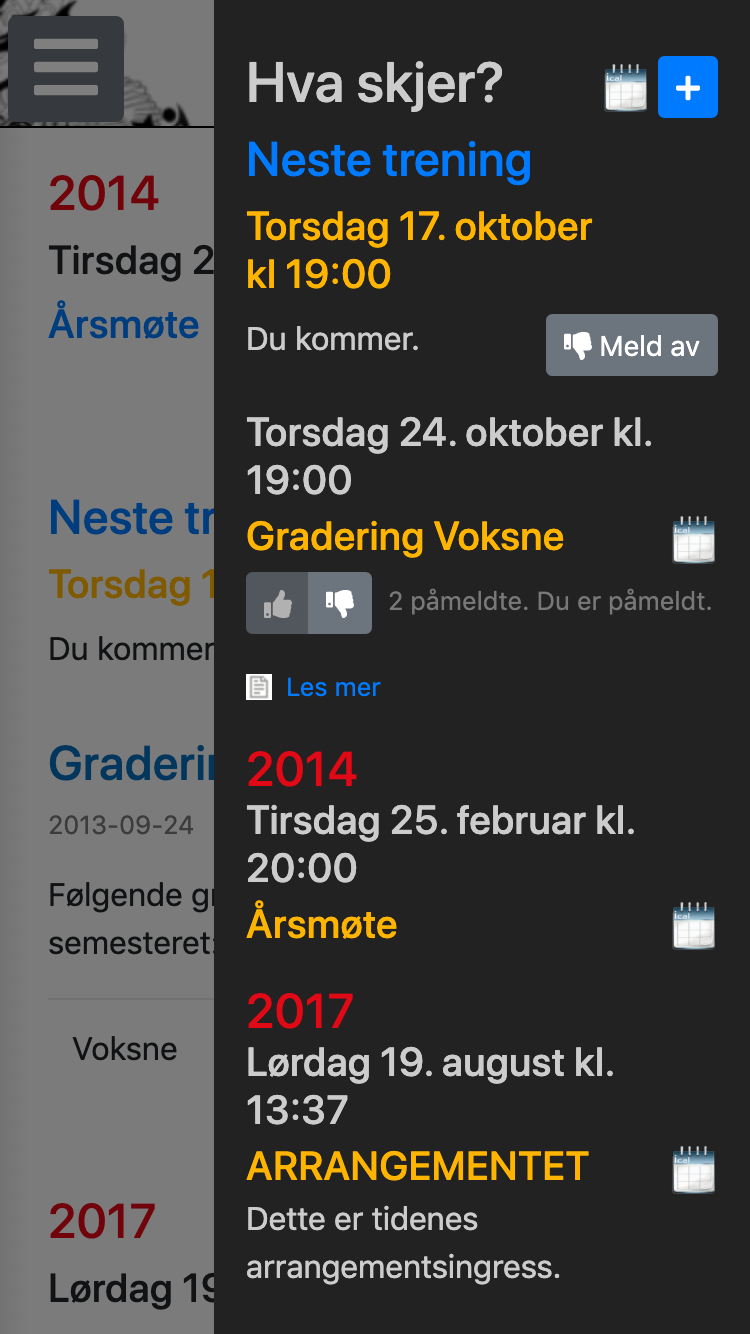 Hva skjer?
Neste trening
Torsdag 17. oktober
kl 19:00
Du kommer.
Meld av
Torsdag 24. oktober kl.
19:00
Gradering Voksne
2 påmeldte. Du er påmeldt.
Les mer
2014
Tirsdag 25. februar kl.
20:00
Årsmøte
2017
Lørdag 19. august kl.
13:37
ARRANGEMENTET
Dette er tidenes
arrangementsingress.
2014
Tirsdag 2
Årsmøte
Neste tr
Torsdag 1
Du kommer
Graderin
2013-09-24
Følgende gr
semesteret:
Voksne
2017
Lørdag 19